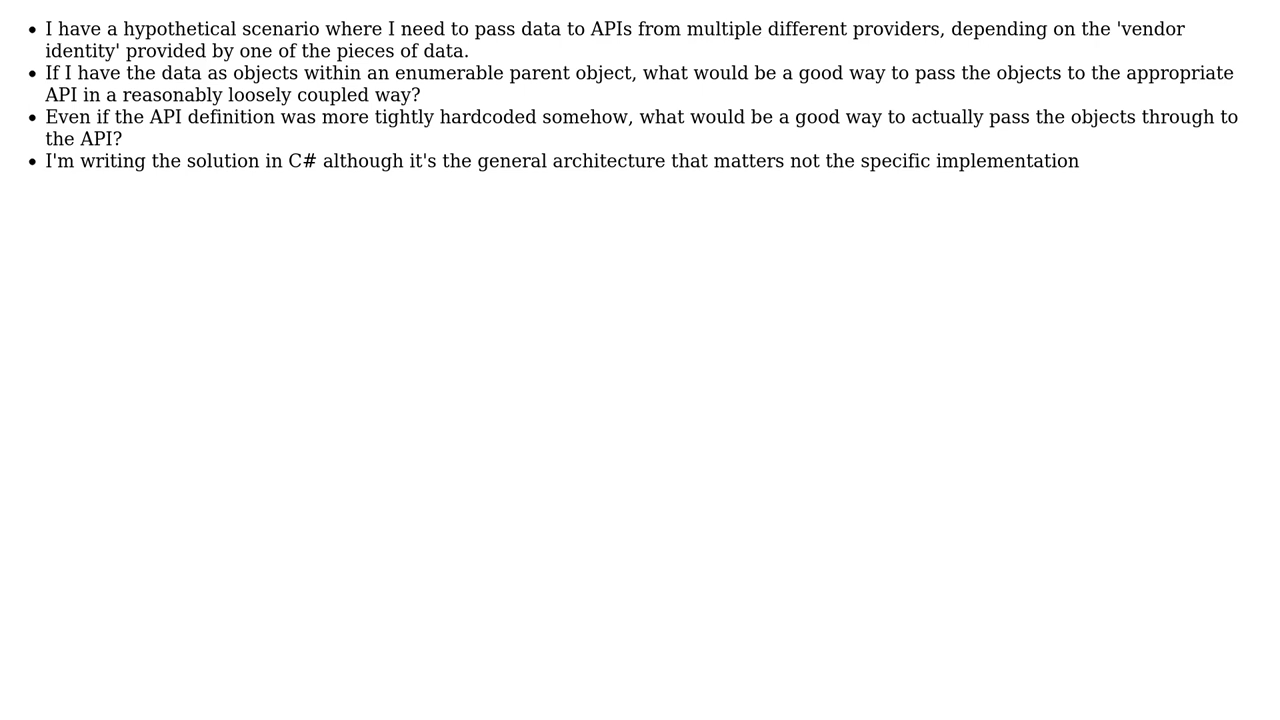 • I have a hypothetical scenario where I need to pass data to APIs from multiple different providers, depending on the 'vendor
identity' provided by one of the pieces of data.
• If I have the data as objects within an enumerable parent object, what would be a good way to pass the objects to the appropriate
API in a reasonably loosely coupled way?
• Even if the API definition was more tightly hardcoded somehow, what would be a good way to actually pass the objects through to
the API?
• I'm writing the solution in C# although it's the general architecture that matters not the specific implementation